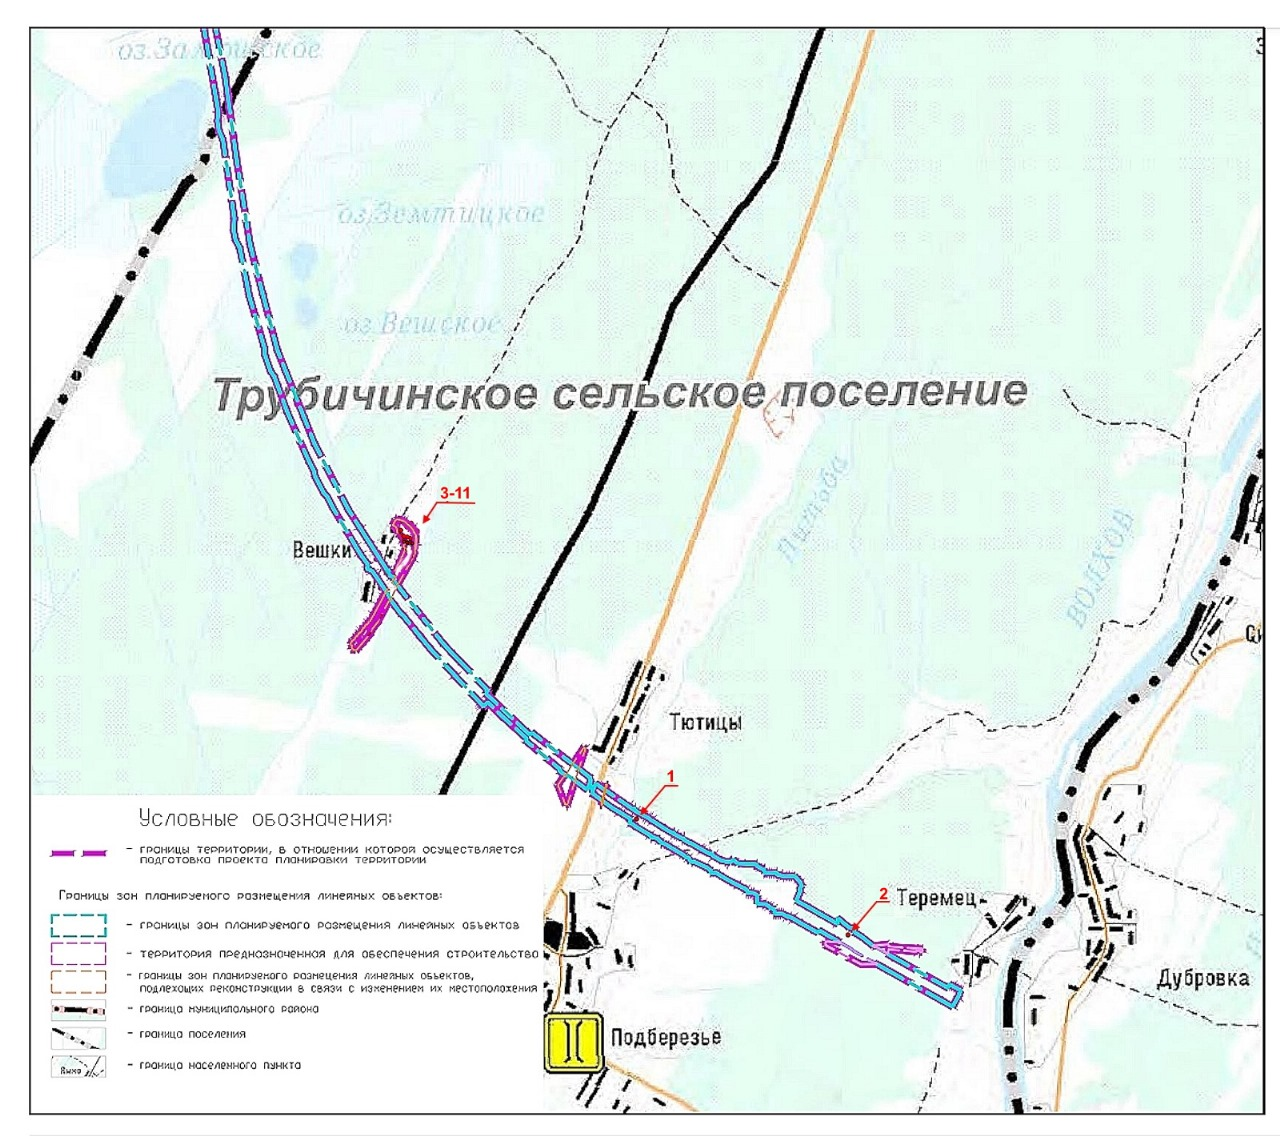 оз.Замошское
оз.Земтицкое
оз.Вешское
Трубичинское сельское поселение
Питьба
ВОЛХОВ
3-11
Вешки
Тютицы
1
2
Теремец
Дубровка
Подберезье
Условные обозначения:
- границы территории, в отношении которой осуществляется
подготовка проекта планировки территории
Границы зон планируемого размещения линейных объектов:
- границы зон планируемого размещения линейных объектов
- территория предназначенная для обеспечения строительства
- границы зон планируемого размещения линейных объектов,
подлежащих реконструкции в связи с изменением их местоположения
- граница муниципального района
- граница поселения
- граница населенного пункта